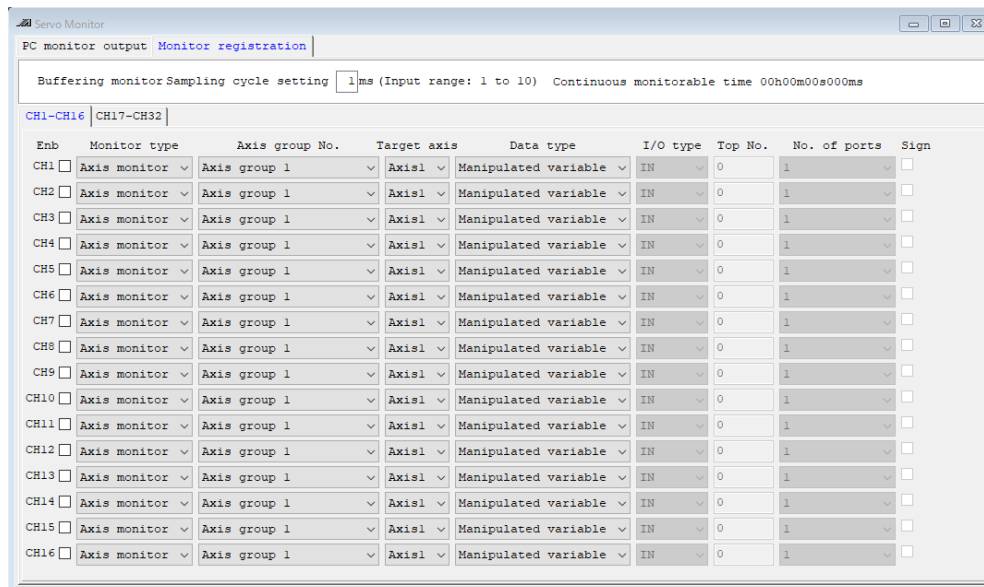 Servo Monitor
PC monitor output Monitor registration
Buffering monitor Sampling cycle setting 1 ms (Input range: 1 to 10) Continuous monitorable time 00h00m00s000ms
CH1-CH16 CH17-CH32
Enb Monitor type Axis group No. Target axis Data type I/O type Top No. No. of ports Sign
CH1 Axis monitor Axis group 1 Axis1 Manipulated variable IN 0 1
CH2 Axis monitor Axis group 1 Axis1 Manipulated variable IN 0 1
CH3 Axis monitor Axis group 1 Axis1 Manipulated variable IN 0 1
CH4 Axis monitor Axis group 1 Axis1 Manipulated variable IN 0 1
CH5 Axis monitor Axis group 1 Axis1 Manipulated variable IN 0 1
CH6 Axis monitor Axis group 1 Axis1 Manipulated variable IN 0 1
CH7 Axis monitor Axis group 1 Axis1 Manipulated variable IN 0 1
CH8 Axis monitor Axis group 1 Axis1 Manipulated variable IN 0 1
CH9 Axis monitor Axis group 1 Axis1 Manipulated variable IN 0 1
CH10 Axis monitor Axis group 1 Axis1 Manipulated variable IN 0 1
CH11 Axis monitor Axis group 1 Axis1 Manipulated variable IN 0 1
CH12 Axis monitor Axis group 1 Axis1 Manipulated variable IN 0 1
CH13 Axis monitor Axis group 1 Axis1 Manipulated variable IN 0 1
CH14 Axis monitor Axis group 1 Axis1 Manipulated variable IN 0 1
CH15 Axis monitor Axis group 1 Axis1 Manipulated variable IN 0 1
CH16 Axis monitor Axis group 1 Axis1 Manipulated variable IN 0 1